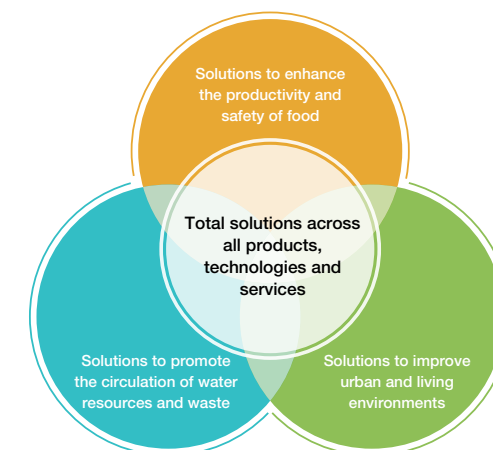 Solutions to enhance
the productivity and
safety of food
Total solutions across
all products,
technologies and
services
Solutions to promote
the circulation of water
resources and waste
Solutions to improve
urban and living
environments